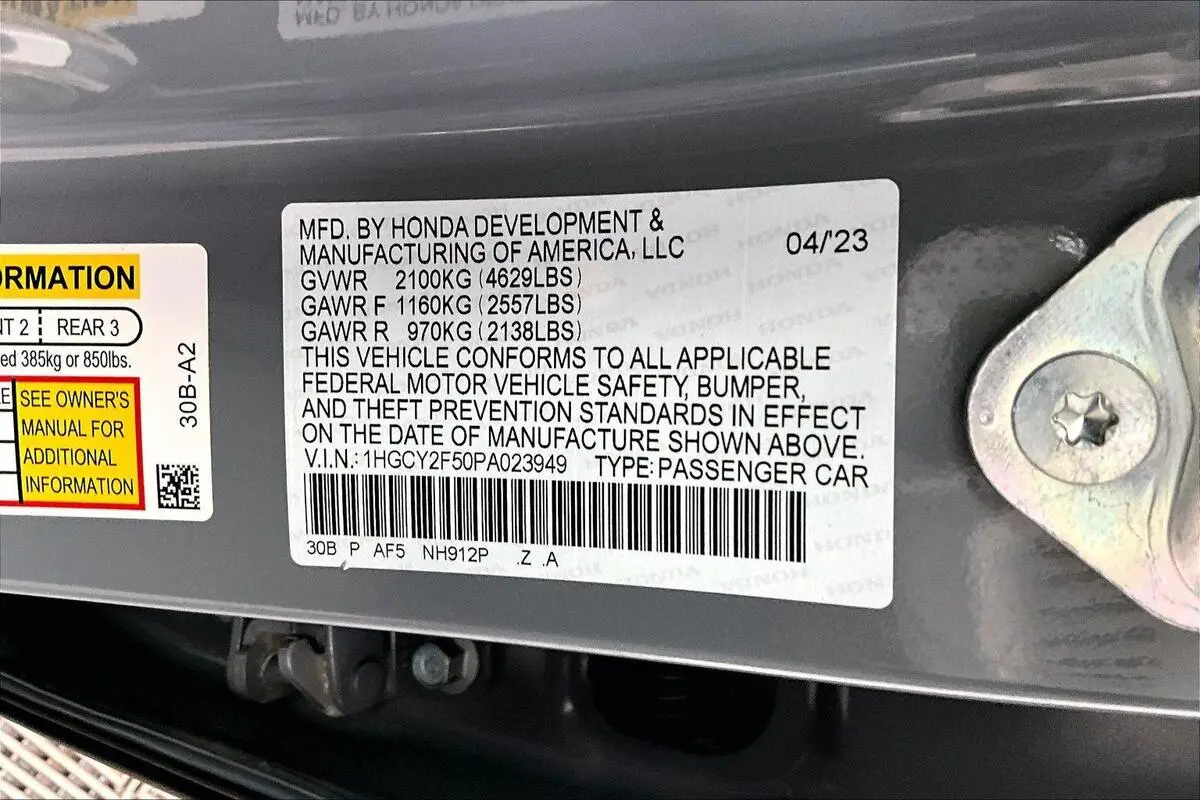 MFD. BY HONDA DEVELOPMENT &
MANUFACTURING OF AMERICA, LLC
04/'23
GVWR 2100KG (4629LBS)
GAWR F 1160KG (2557LBS)
GAWR R 970KG (2138LBS)
THIS VEHICLE CONFORMS TO ALL APPLICABLE
FEDERAL MOTOR VEHICLE SAFETY, BUMPER,
AND THEFT PREVENTION STANDARDS IN EFFECT
ON THE DATE OF MANUFACTURE SHOWN ABOVE.
V.I.N.: 1HGCY2F50PA023949 TYPE: PASSENGER CAR
30B P AF5 NH912P .Z .A
ORMATION
NT 2 REAR 3
ed 385kg or 850lbs.
SEE OWNER'S
MANUAL FOR
ADDITIONAL
INFORMATION
30B-A2